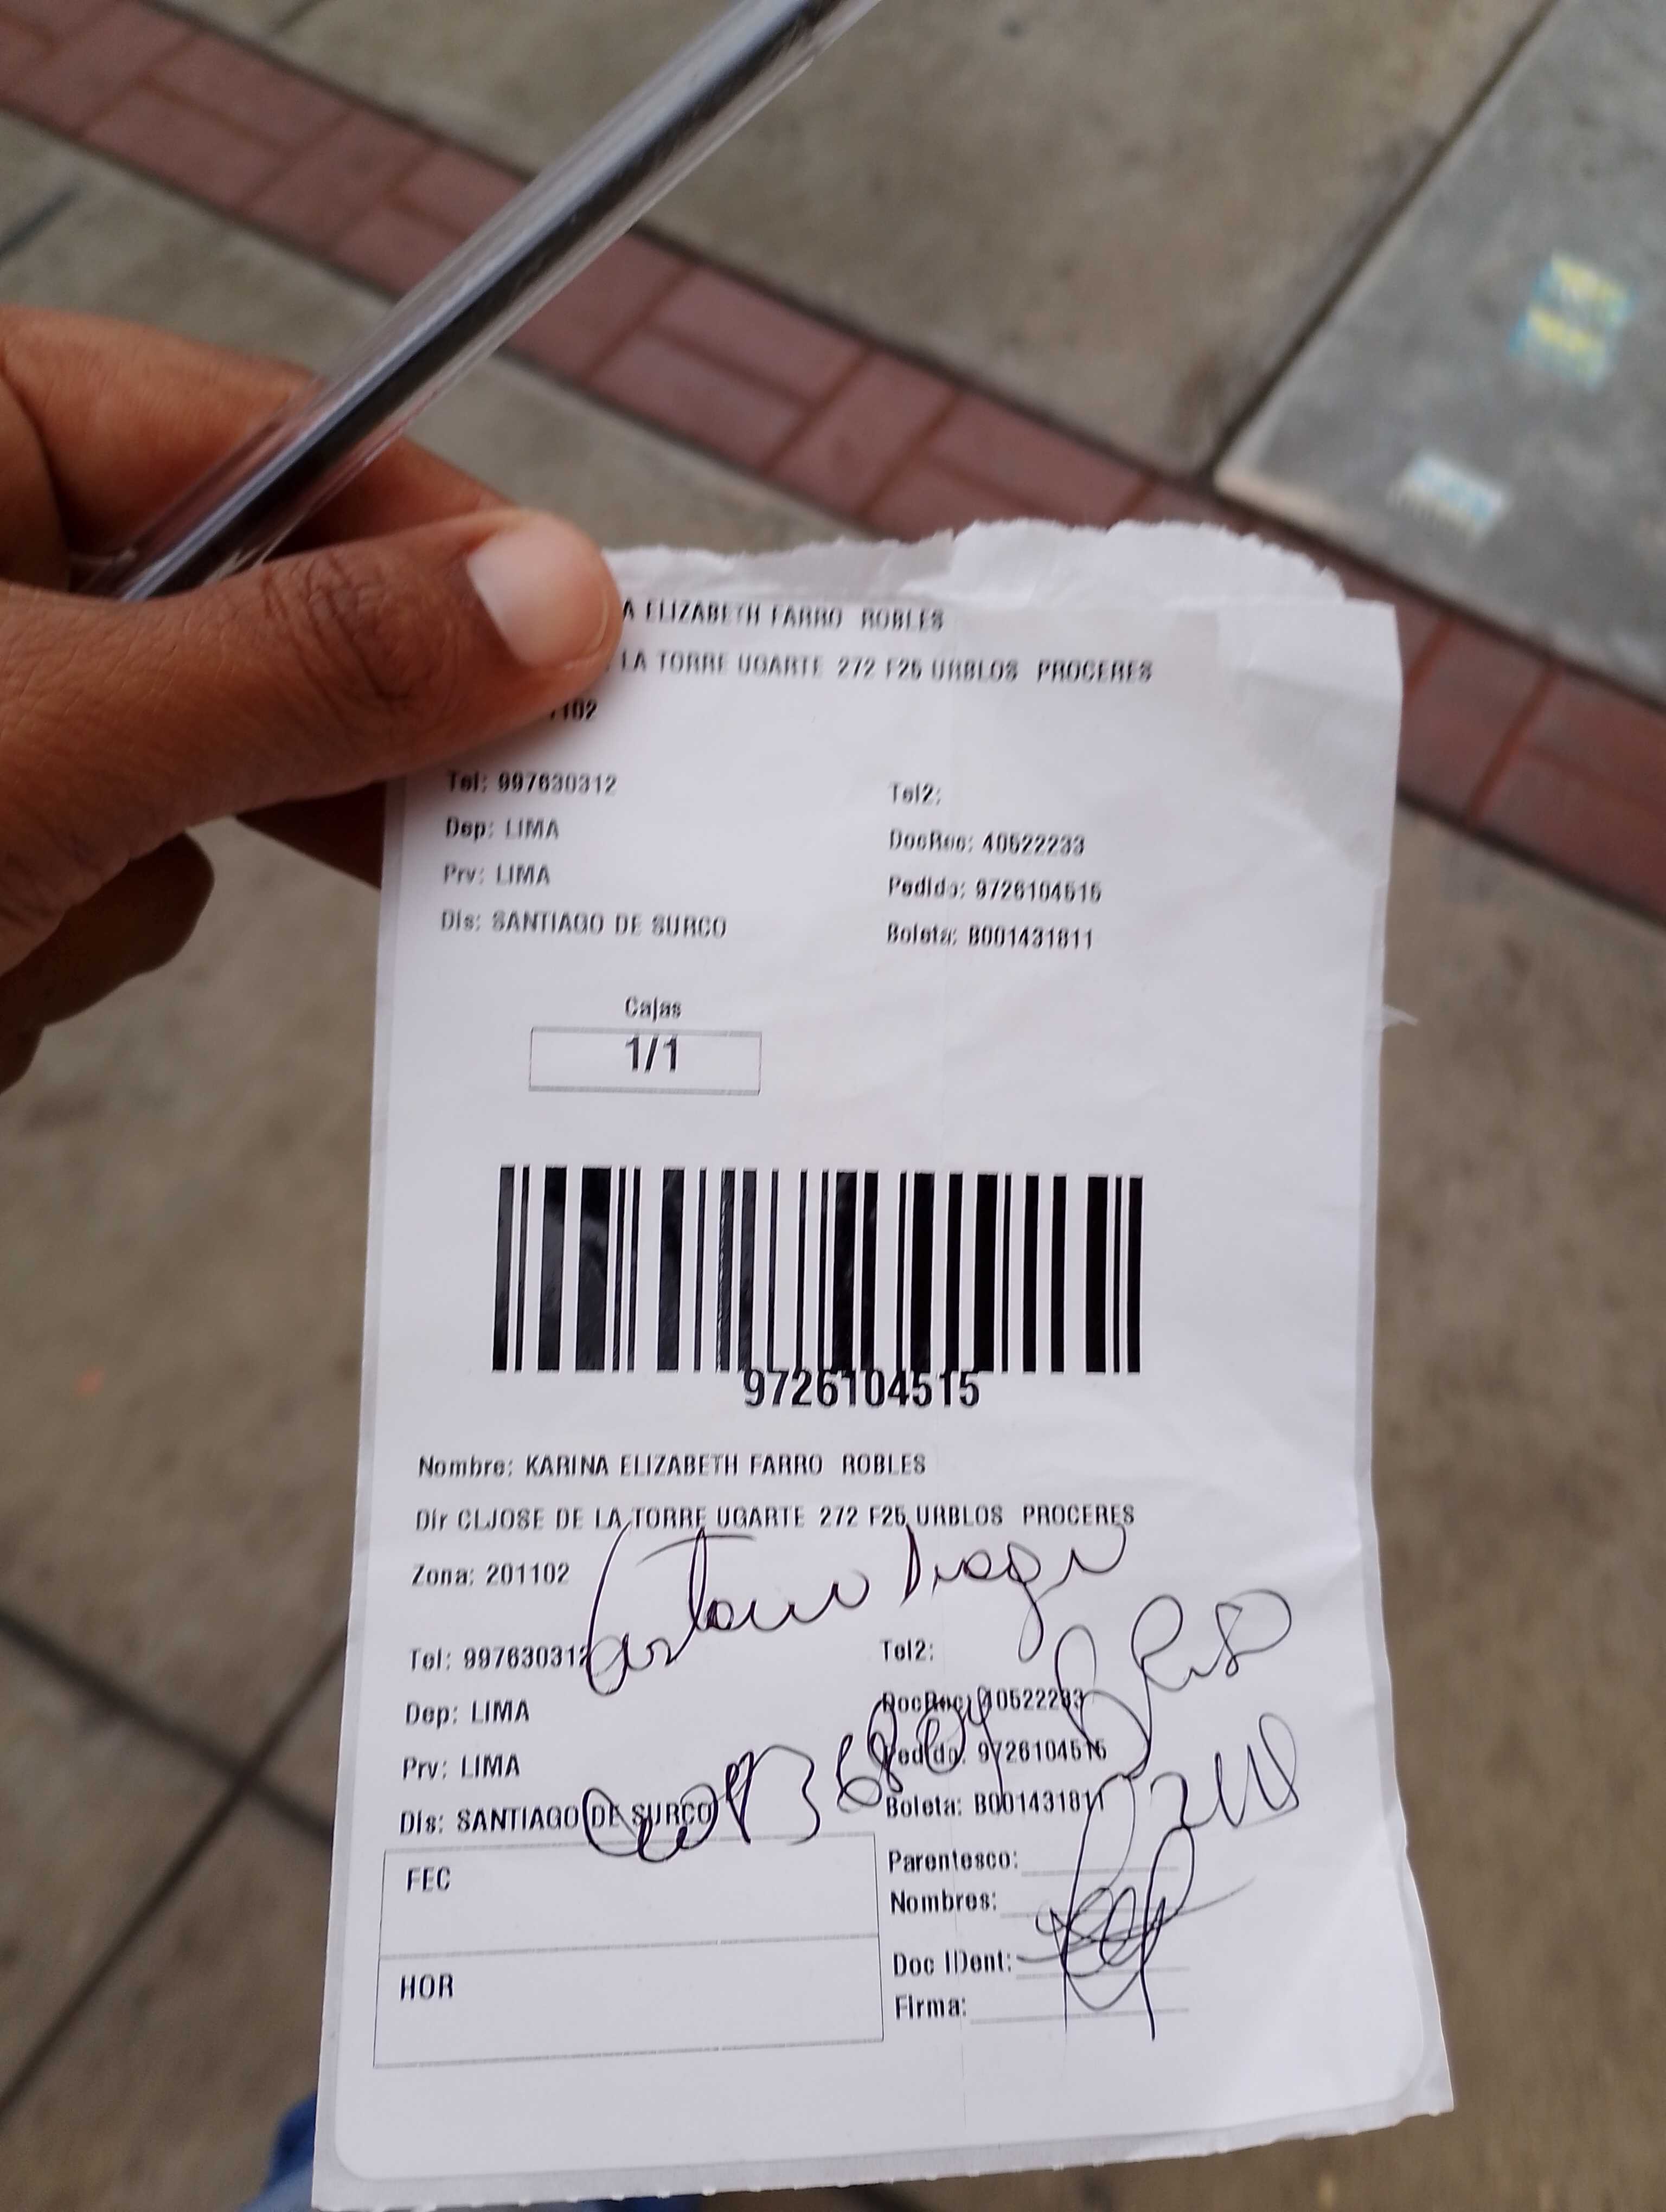 A ELIZABETH FARRO ROBLES
LA TORRE UGARTE 272 F25 URBLOS PROCERES
102
Tel: 997630312
Tel2:
Dep: LIMA
DocRec: 40522233
Prv: LIMA
Pedido: 9726104515
Dis: SANTIAGO DE SURCO
Boleta: B001431811
Cajas
1/1
9726104515
Nombre: KARINA ELIZABETH FARRO ROBLES
Dir CLJOSE DE LA TORRE UGARTE 272 F25 URBLOS PROCERES
Zona: 201102
Tel: 997630312
Tel2:
Dep: LIMA
DocRec: 40522233
Prv: LIMA
Pedido: 9726104515
Dis: SANTIAGO DE SURCO
Boleta: B001431811
FEC
Parentesco:
Nombres:
HOR
Doc IDent:
Firma: